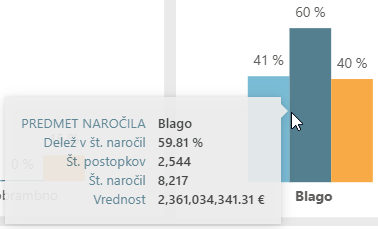 60 %
41 %
40 %
PREDMET NAROČILA Blago
Delež v št. naročil 59.81 %
Št. postopkov 2,544
Št. naročil 8,217
Vrednost 2,361,034,341.31 €
0 %
Blago